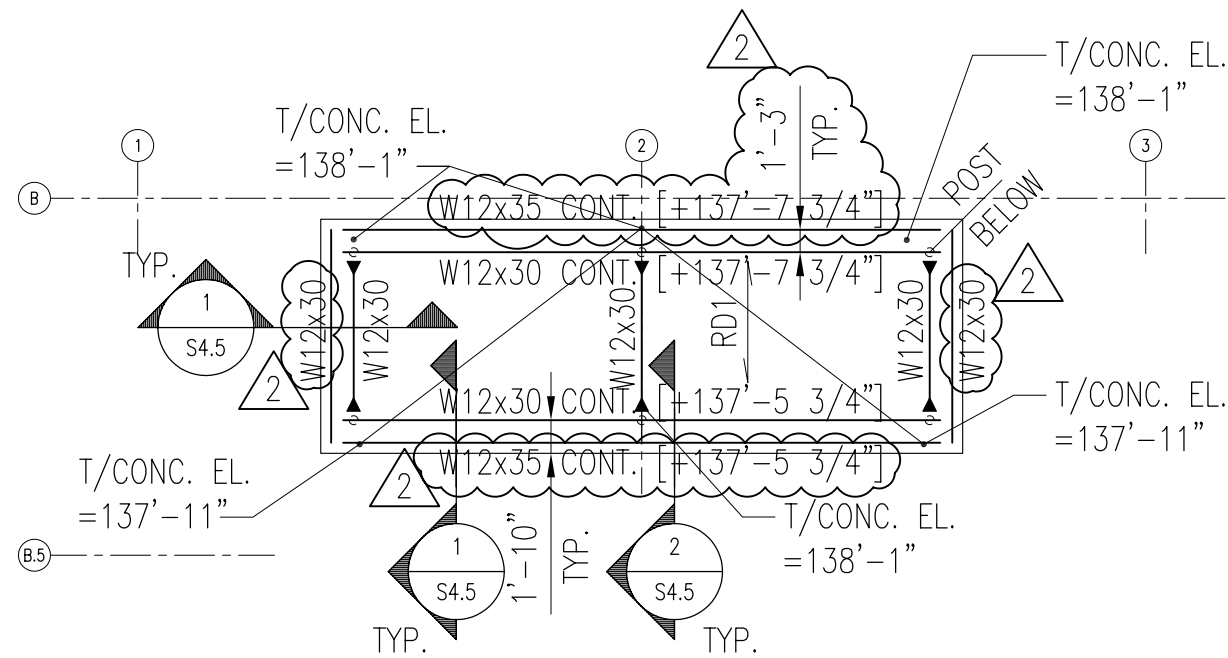 2
T/CONC. EL.
=138'-1"
T/CONC. EL.
=138'-1"
1'-3"
TYP.
1
2
3
B
POST
BELOW
W12x35 CONT. [+137'-7 3/4"]
W12x30 CONT. [+137'-7 3/4"]
TYP.
1
S4.5
W12x30
W12x30
W12x30
RD1
W12x30
W12x30
2
2
W12x30 CONT. [+137'-5 3/4"]
W12x35 CONT. [+137'-5 3/4"]
2
T/CONC. EL.
=137'-11"
T/CONC. EL.
=137'-11"
T/CONC. EL.
=138'-1"
B.5
1
S4.5
TYP.
1'-10"
TYP.
2
S4.5
TYP.